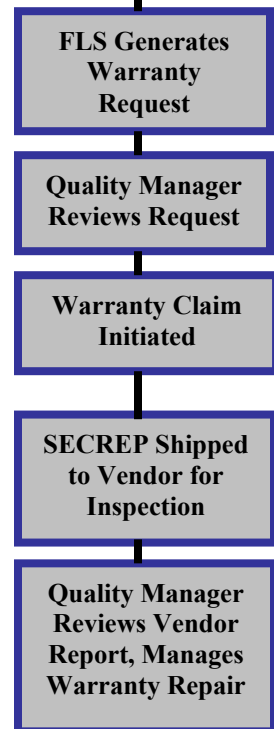 FLS Generates
Warranty
Request
Quality Manager
Reviews Request
Warranty Claim
Initiated
SECREP Shipped
to Vendor for
Inspection
Quality Manager
Reviews Vendor
Report, Manages
Warranty Repair